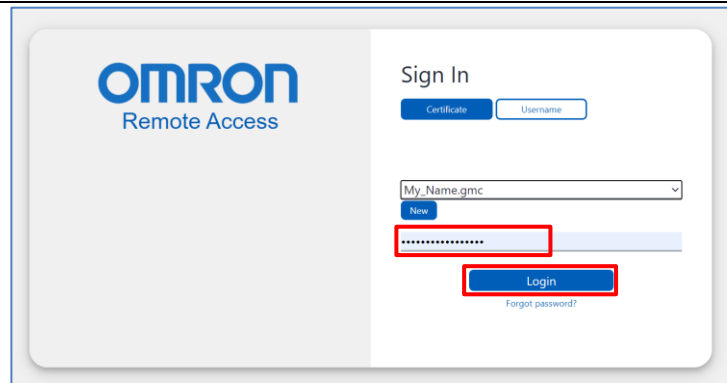 OMRON
Remote Access
Sign In
Certificate Username
My_Name.gmc
New
•••••••••••••••••
Login
Forgot password?